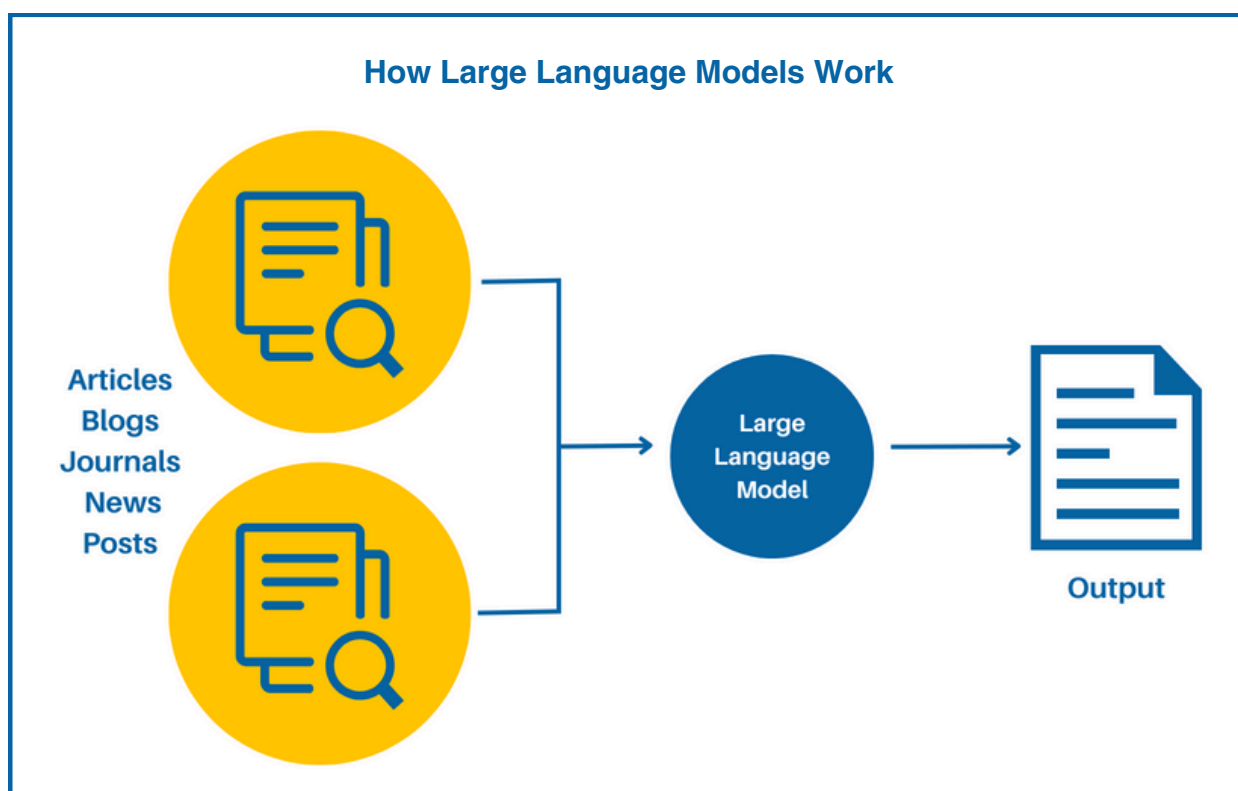 How Large Language Models Work
Articles
Blogs
Journals
News
Posts
Large
Language
Model
Output